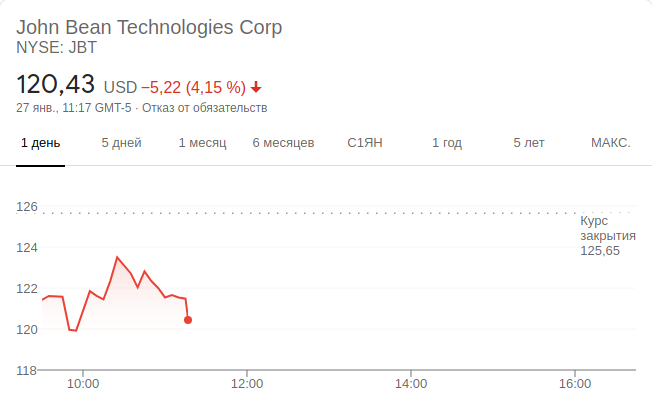 John Bean Technologies Corp
NYSE: JBT
120,43 USD −5,22 (4,15 %)
27 янв., 11:17 GMT-5 · Отказ от обязательств
1 день 5 дней 1 месяц 6 месяцев С1ЯН 1 год 5 лет МАКС.
126
Курс
закрытия
125,65
124
122
120
118
10:00 12:00 14:00 16:00